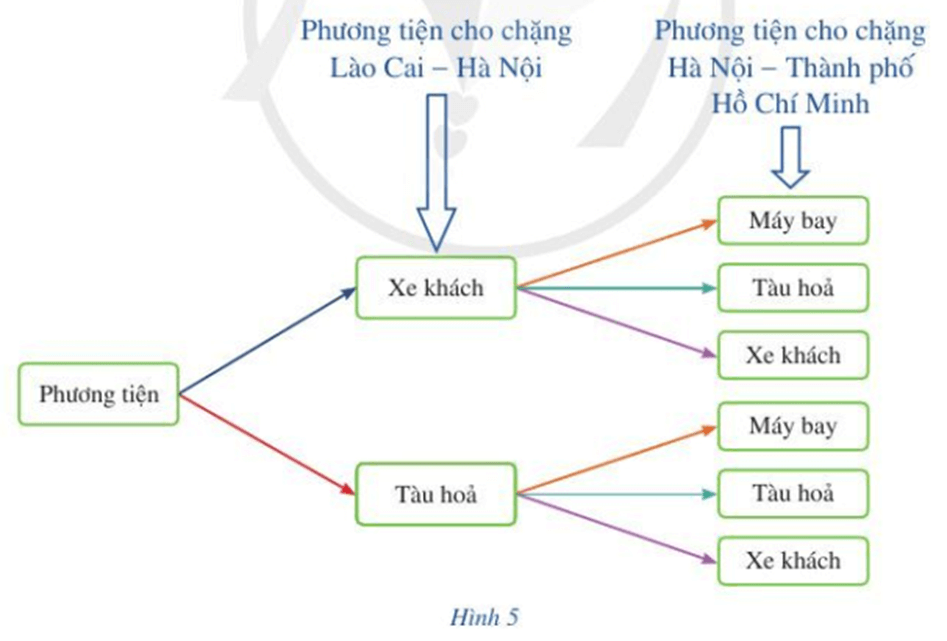 Phương tiện cho chặng
Lào Cai – Hà Nội
Phương tiện cho chặng
Hà Nội – Thành phố
Hồ Chí Minh
Máy bay
Xe khách
Tàu hoả
Xe khách
Phương tiện
Máy bay
Tàu hoả
Tàu hoả
Xe khách
Hình 5